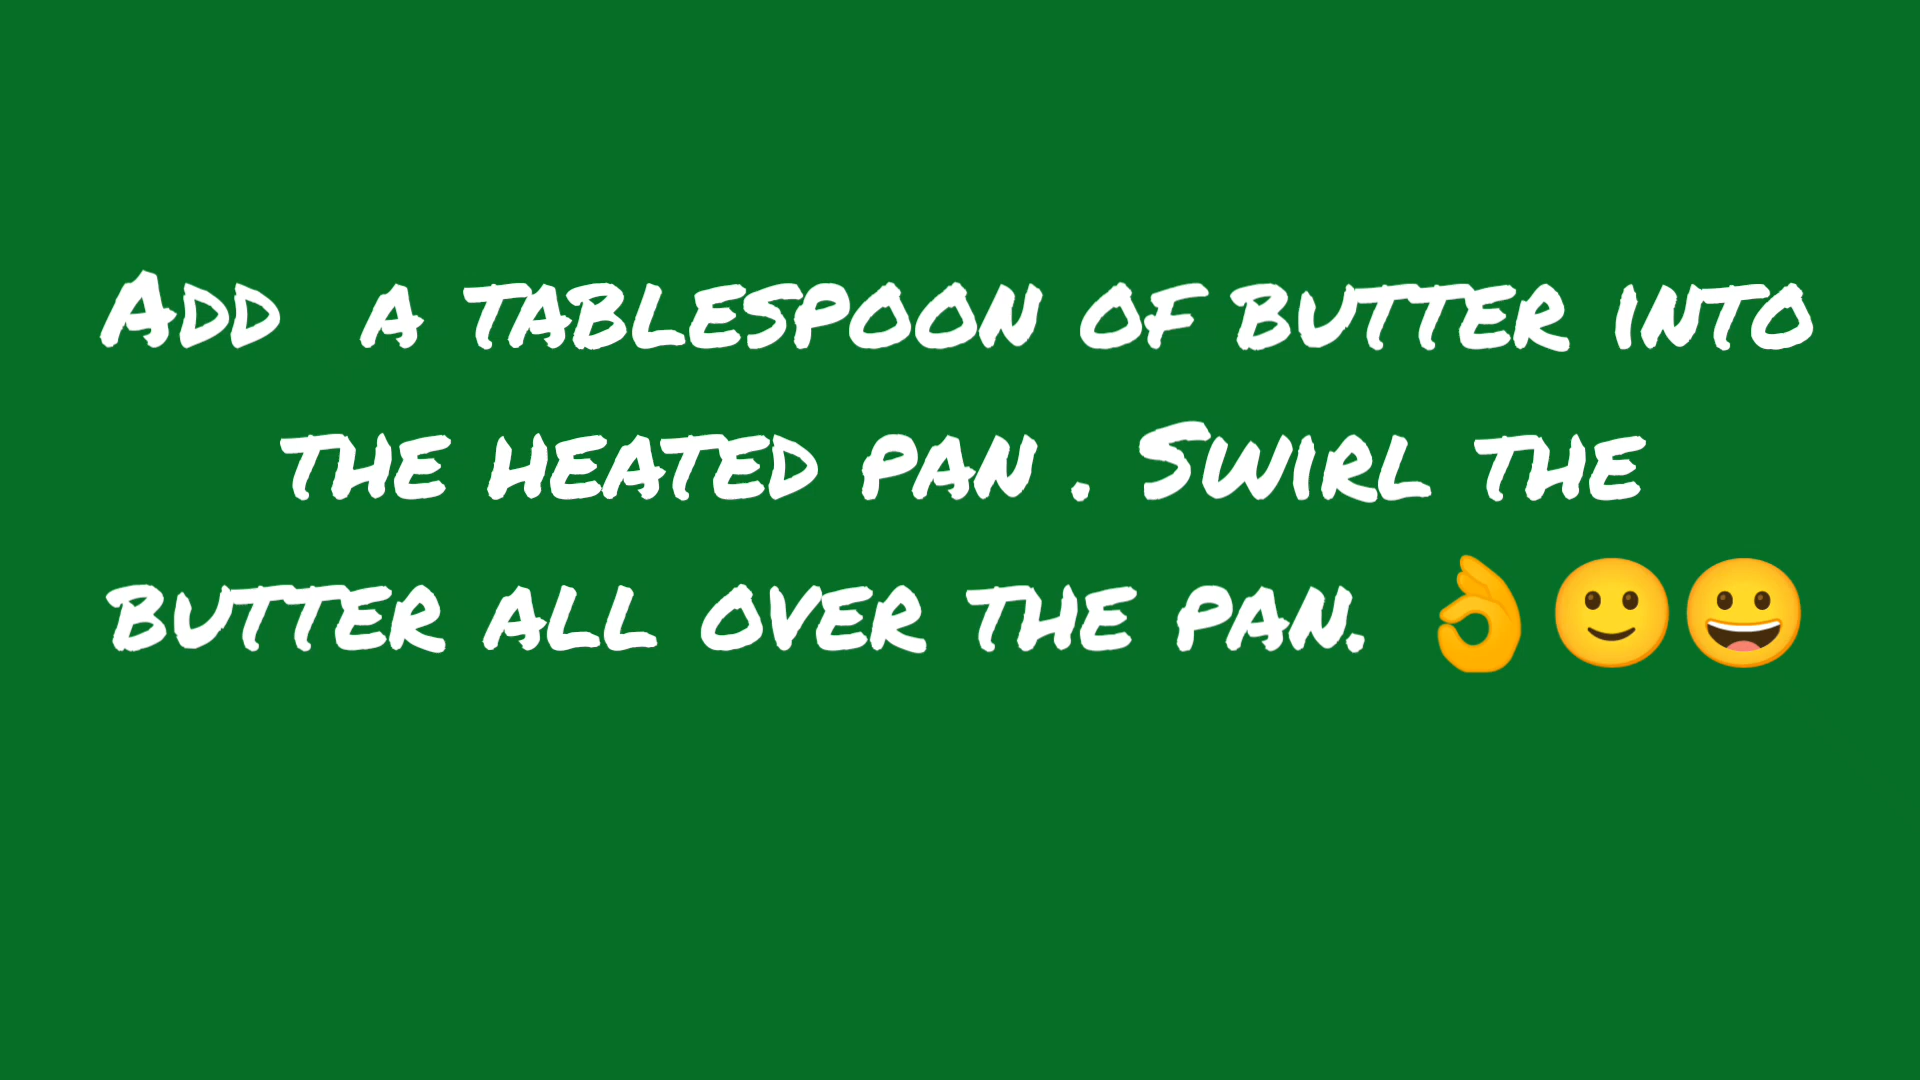 Add  a tablespoon of butter into
the heated pan . Swirl the
butter all over the pan. 👌🙂😀